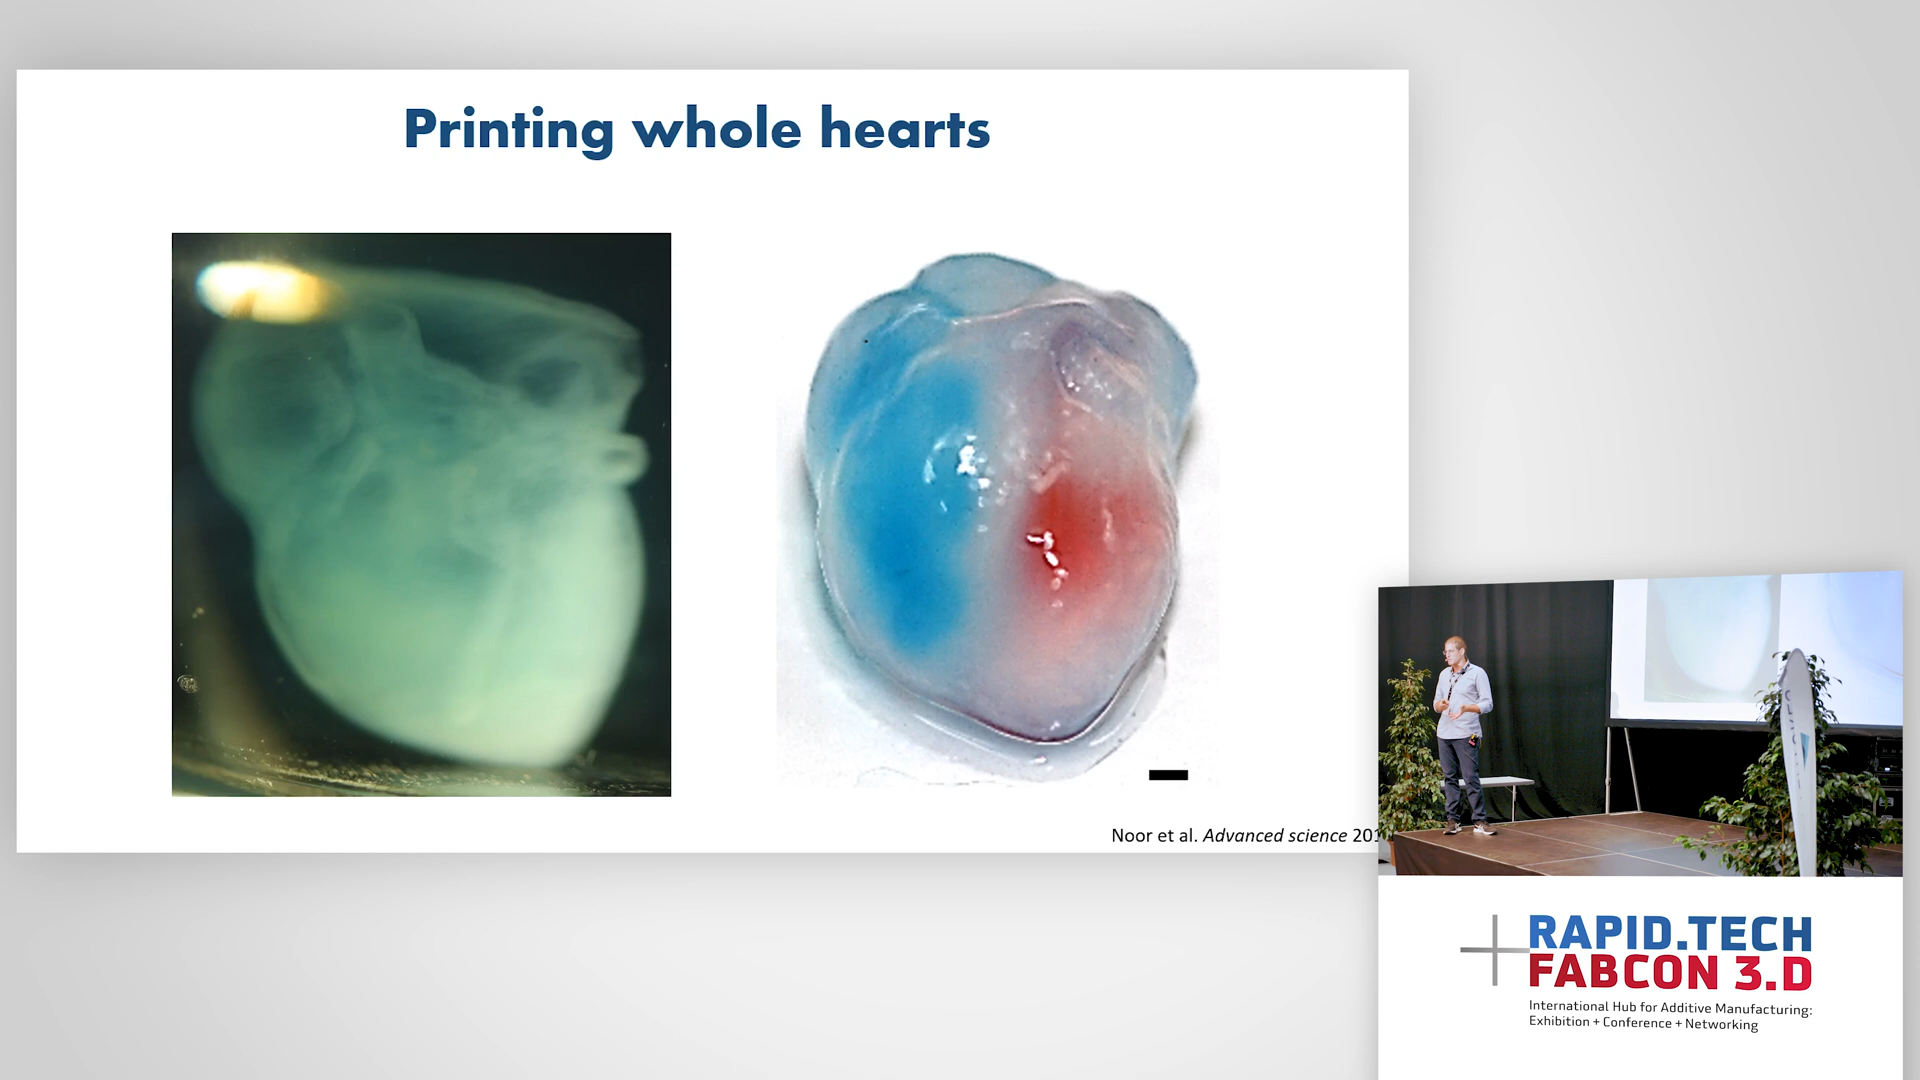 Printing whole hearts
Noor et al. Advanced science 201
RAPID.TECH
FABCON 3.D
International Hub for Additive Manufacturing:
Exhibition + Conference + Networking